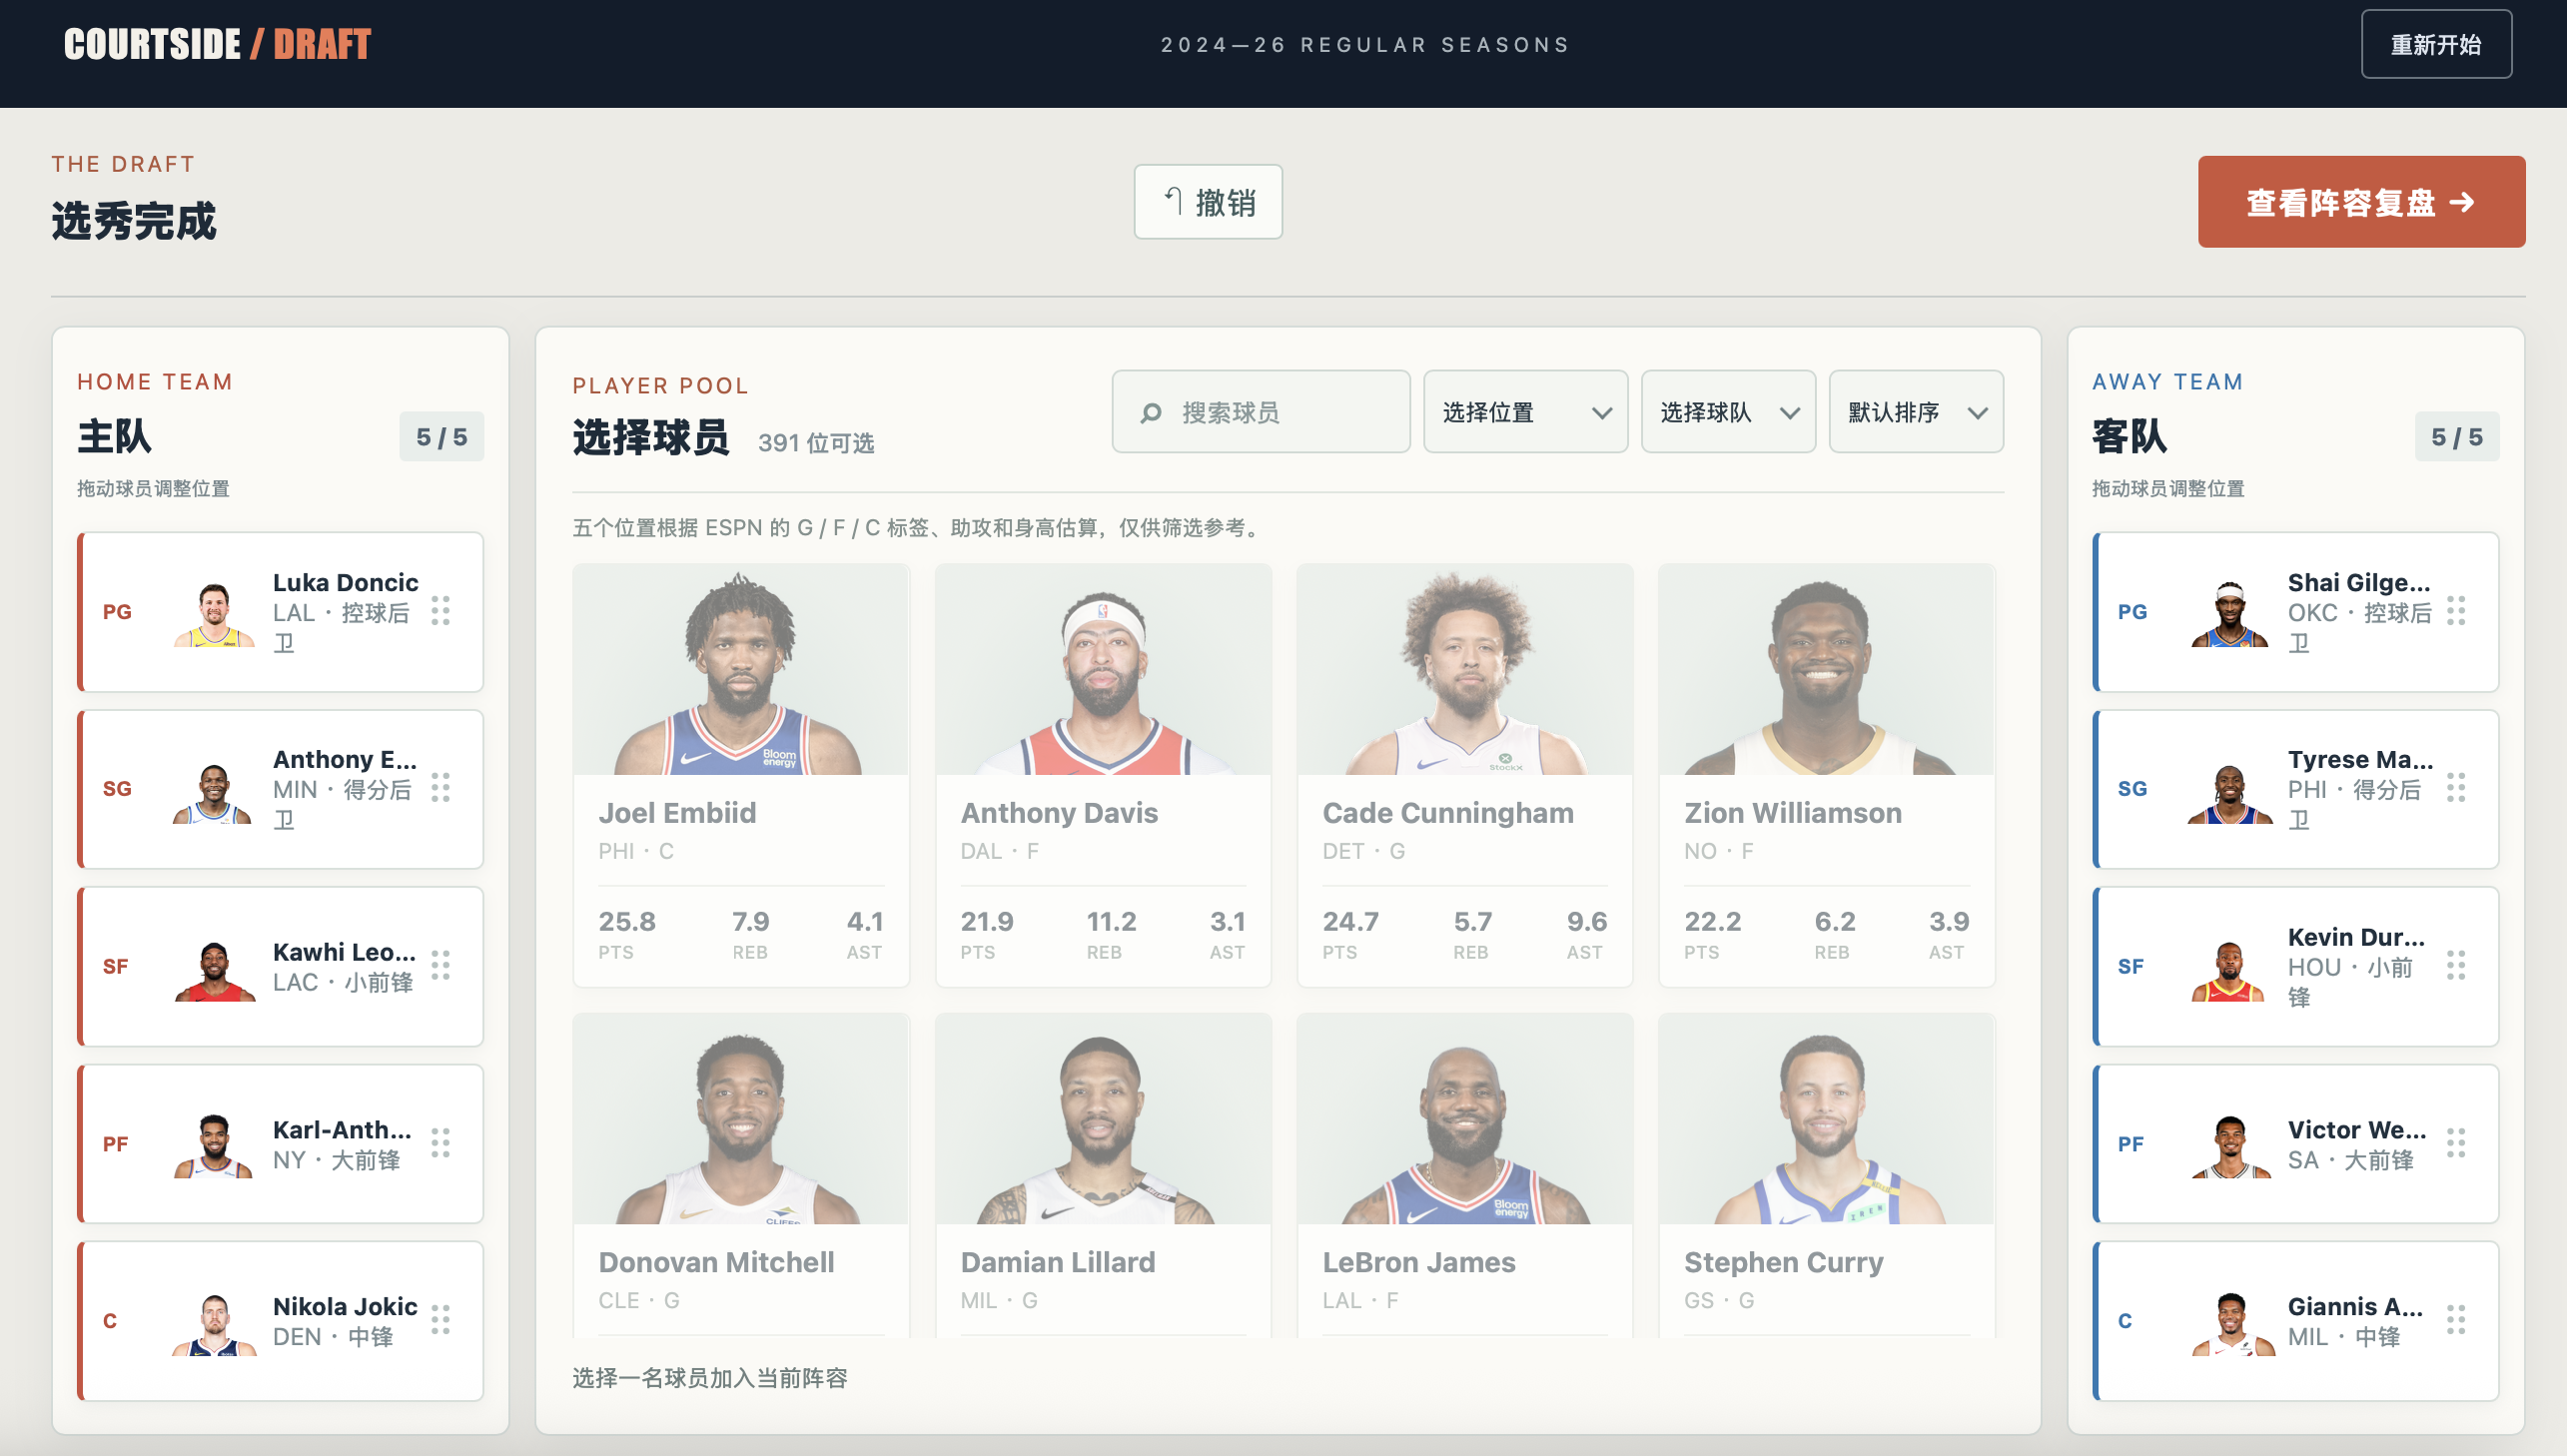 COURTSIDE / DRAFT
2024—26 REGULAR SEASONS
重新开始
THE DRAFT
选秀完成
撤销
查看阵容复盘 →
HOME TEAM
主队
5 / 5
拖动球员调整位置
PG
Luka Doncic
LAL · 控球后
卫
SG
Anthony E...
MIN · 得分后
卫
SF
Kawhi Leo...
LAC · 小前锋
PF
Karl-Anth...
NY · 大前锋
C
Nikola Jokic
DEN · 中锋
PLAYER POOL
选择球员 391 位可选
搜索球员
选择位置
选择球队
默认排序
五个位置根据 ESPN 的 G / F / C 标签、助攻和身高估算，仅供筛选参考。
Bloom
energy
StockX
Joel Embiid
PHI · C
25.8 7.9 4.1
PTS REB AST
Anthony Davis
DAL · F
21.9 11.2 3.1
PTS REB AST
Cade Cunningham
DET · G
24.7 5.7 9.6
PTS REB AST
Zion Williamson
NO · F
22.2 6.2 3.9
PTS REB AST
Bloom
energy
Donovan Mitchell
CLE · G
Damian Lillard
MIL · G
LeBron James
LAL · F
Stephen Curry
GS · G
选择一名球员加入当前阵容
AWAY TEAM
客队
5 / 5
拖动球员调整位置
PG
Shai Gilge...
OKC · 控球后
卫
SG
Tyrese Ma...
PHI · 得分后
卫
SF
Kevin Dur...
HOU · 小前
锋
PF
Victor We...
SA · 大前锋
C
Giannis A...
MIL · 中锋